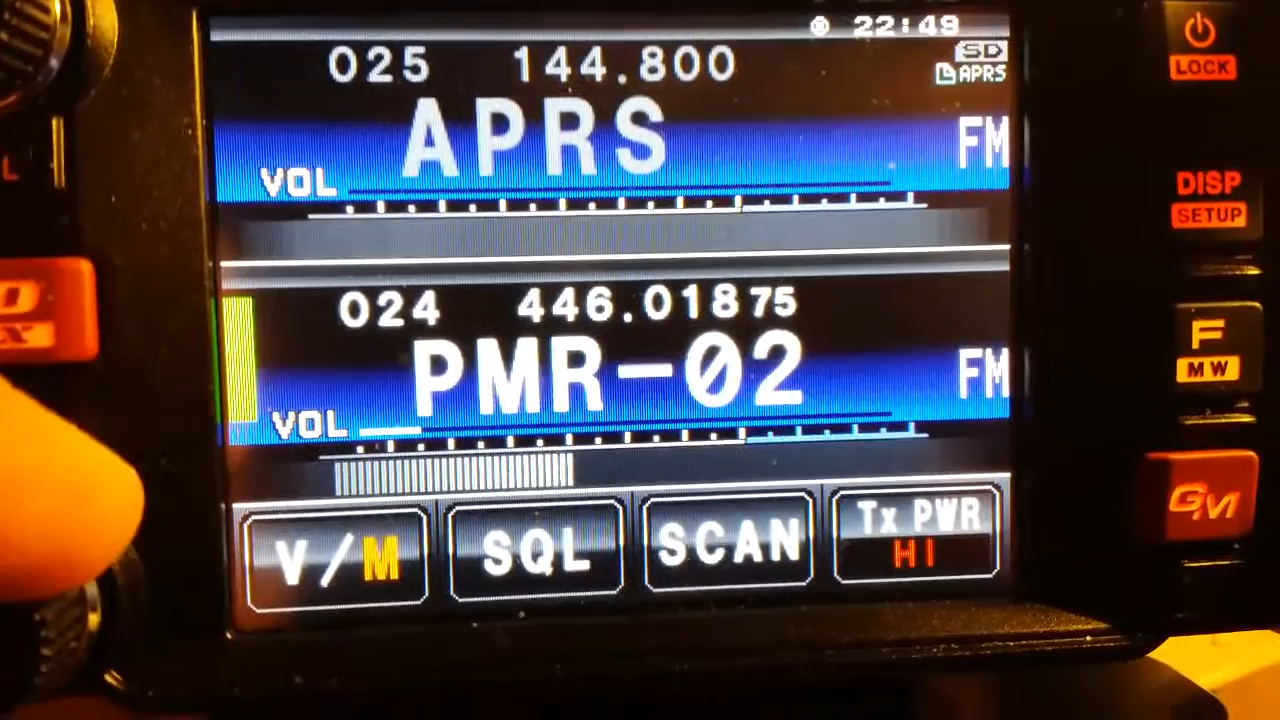 22:49
025 144.800
SD
APRS
APRS
FM
VOL
024 446.01875
PMR-02
FM
VOL
V/M SQL SCAN Tx PWR
HI
LOCK
DISP
SETUP
F
MW
GM
L